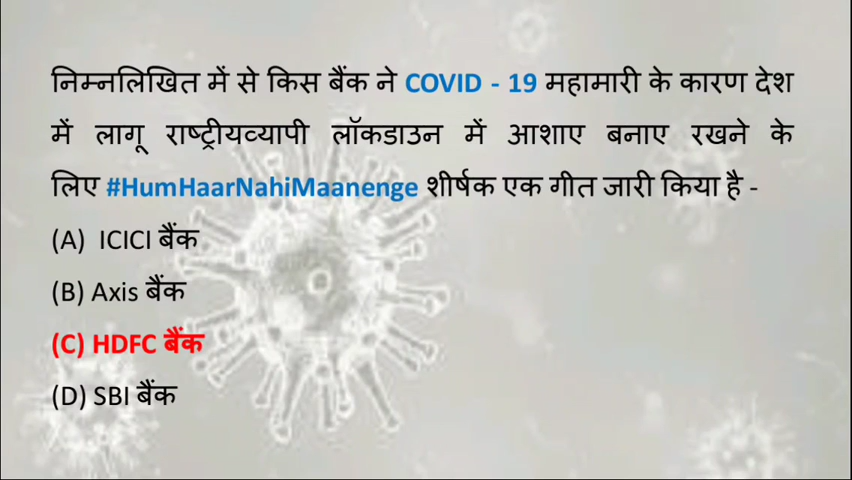 निम्नलिखित में से किस बैंक ने COVID - 19 महामारी के कारण देश
में लागू राष्ट्रीयव्यापी लॉकडाउन में आशाए बनाए रखने के
लिए #HumHaarNahiMaanenge शीर्षक एक गीत जारी किया है -
(A) ICICI बैंक
(B) Axis बैंक
(C) HDFC बैंक
(D) SBI बैंक